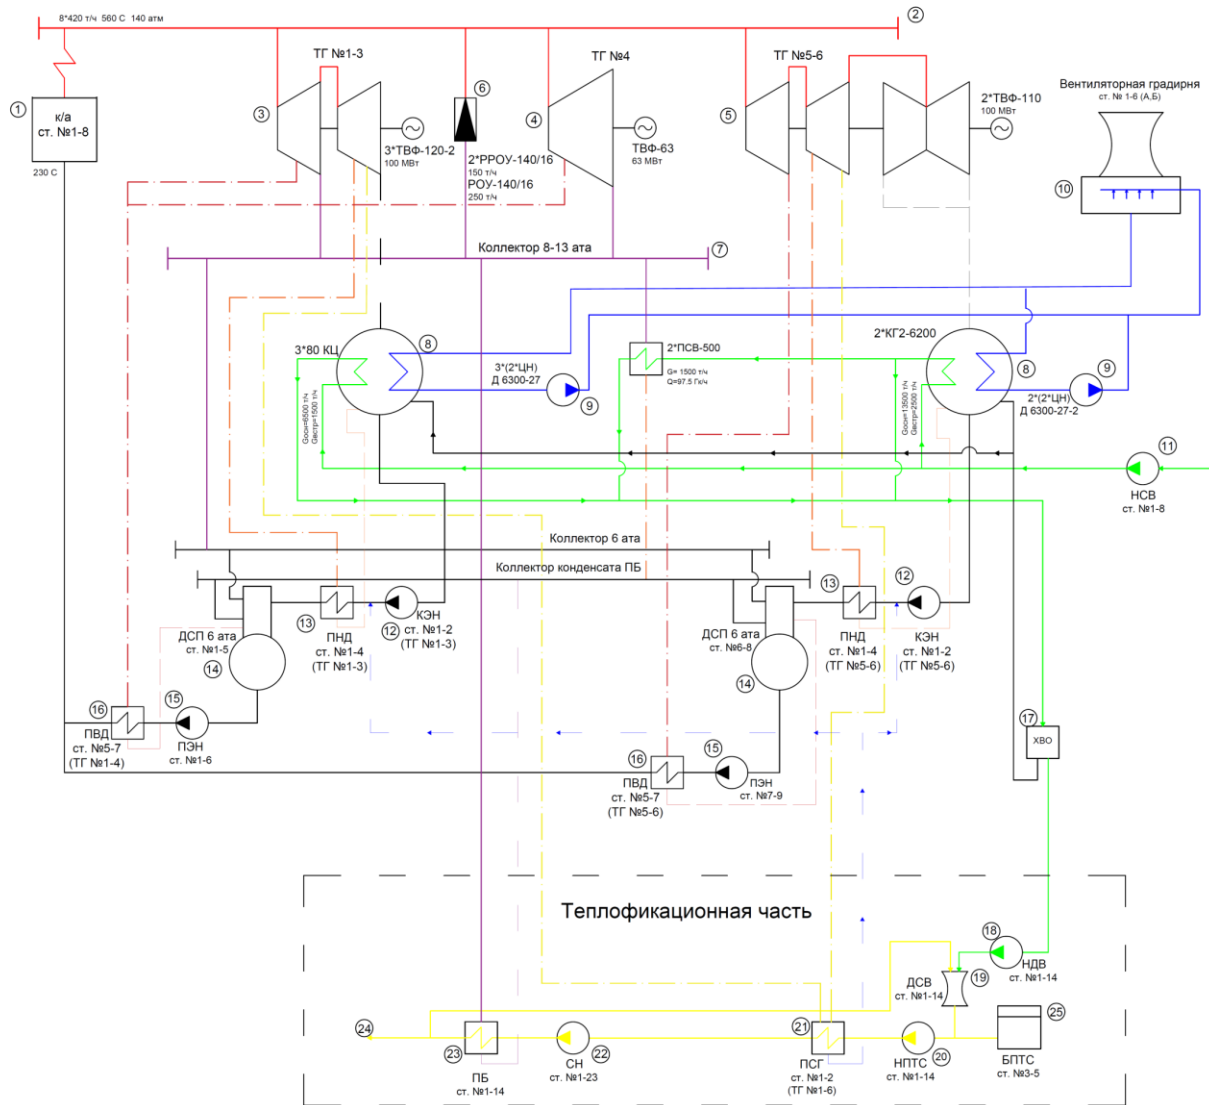 8*420 т/ч 560 С 140 атм
2
ТГ №1-3
ТГ №4
ТГ №5-6
Вентиляторная градирня
ст. № 1-6 (А,Б)
1
к/а
ст. №1-8
230 С
3
3*ТВФ-120-2
100 МВт
6
2*РРОУ-140/16
150 т/ч
РОУ-140/16
250 т/ч
4
ТВФ-63
63 МВт
5
2*ТВФ-110
100 МВт
10
Коллектор 8-13 ата
7
3*80 КЦ
8
3*(2*ЦН)
Д 6300-27
9
Gосн=6500 т/ч
Gвстр=1500 т/ч
2*ПСВ-500
G= 1500 т/ч
Q=97.5 Гк/ч
2*КГ2-6200
8
Gосн=13500 т/ч
Gвстр=2500 т/ч
9
2*(2*ЦН)
Д 6300-27-2
11
НСВ
ст. №1-8
Коллектор 6 ата
Коллектор конденсата ПБ
ДСП 6 ата
ст. №1-5
14
13
ПНД
ст. №1-4
(ТГ №1-3)
12
КЭН
ст. №1-2
(ТГ №1-3)
ДСП 6 ата
ст. №6-8
14
13
ПНД
ст. №1-4
(ТГ №5-6)
12
КЭН
ст. №1-2
(ТГ №5-6)
16
ПВД
ст. №5-7
(ТГ №1-4)
15
ПЭН
ст. №1-6
16
ПВД
ст. №5-7
(ТГ №5-6)
15
ПЭН
ст. №7-9
17
ХВО
Теплофикационная часть
18
НДВ
ст. №1-14
ДСВ
ст. №1-14
19
24
23
ПБ
ст. №1-14
22
СН
ст. №1-23
21
ПСГ
ст. №1-2
(ТГ №1-6)
20
НПТС
ст. №1-14
25
БПТС
ст. №3-5